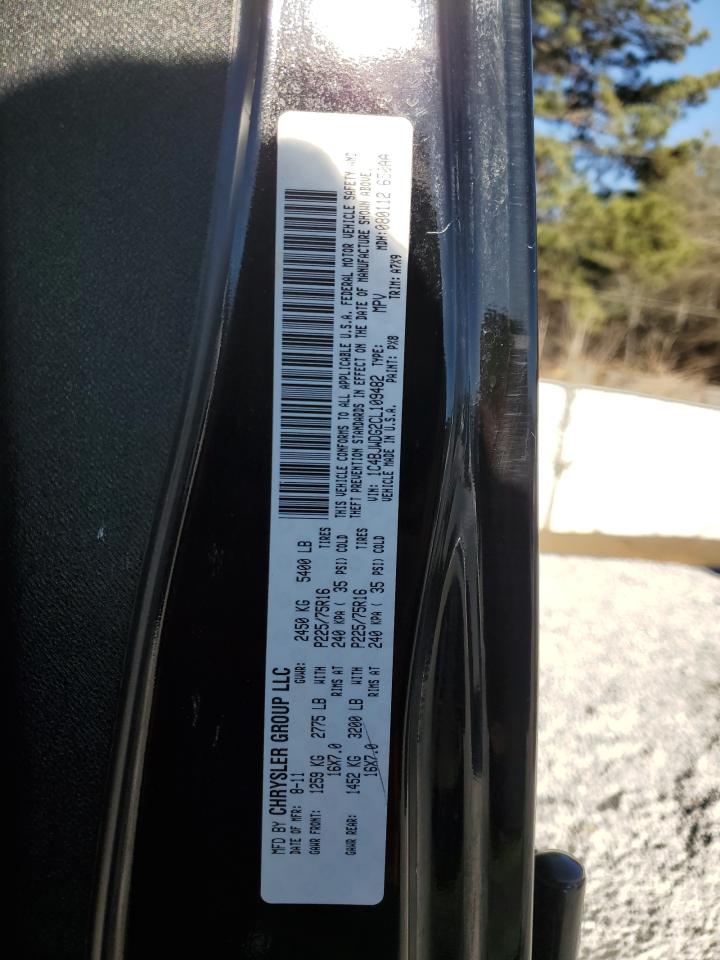 MFD BY CHRYSLER GROUP LLC
DATE OF MFR: 8-11 GVWR: 2450 KG 5400 LB
GAWR FRONT: 1259 KG 2775 LB WITH P225/75R16 TIRES
16X7.0 RIMS AT 240 KPA ( 35 PSI) COLD
GAWR REAR: 1452 KG 3200 LB WITH P225/75R16 TIRES
16X7.0 RIMS AT 240 KPA ( 35 PSI) COLD
THIS VEHICLE CONFORMS TO ALL APPLICABLE U.S.A. FEDERAL MOTOR VEHICLE SAFETY AND
THEFT PREVENTION STANDARDS IN EFFECT ON THE DATE OF MANUFACTURE SHOWN ABOVE.
VIN: 1C4BJWDG2CL109482 TYPE: MPV MDH:080112 650AA
VEHICLE MADE IN U.S.A. PAINT: PX8 TRIM: A7X9